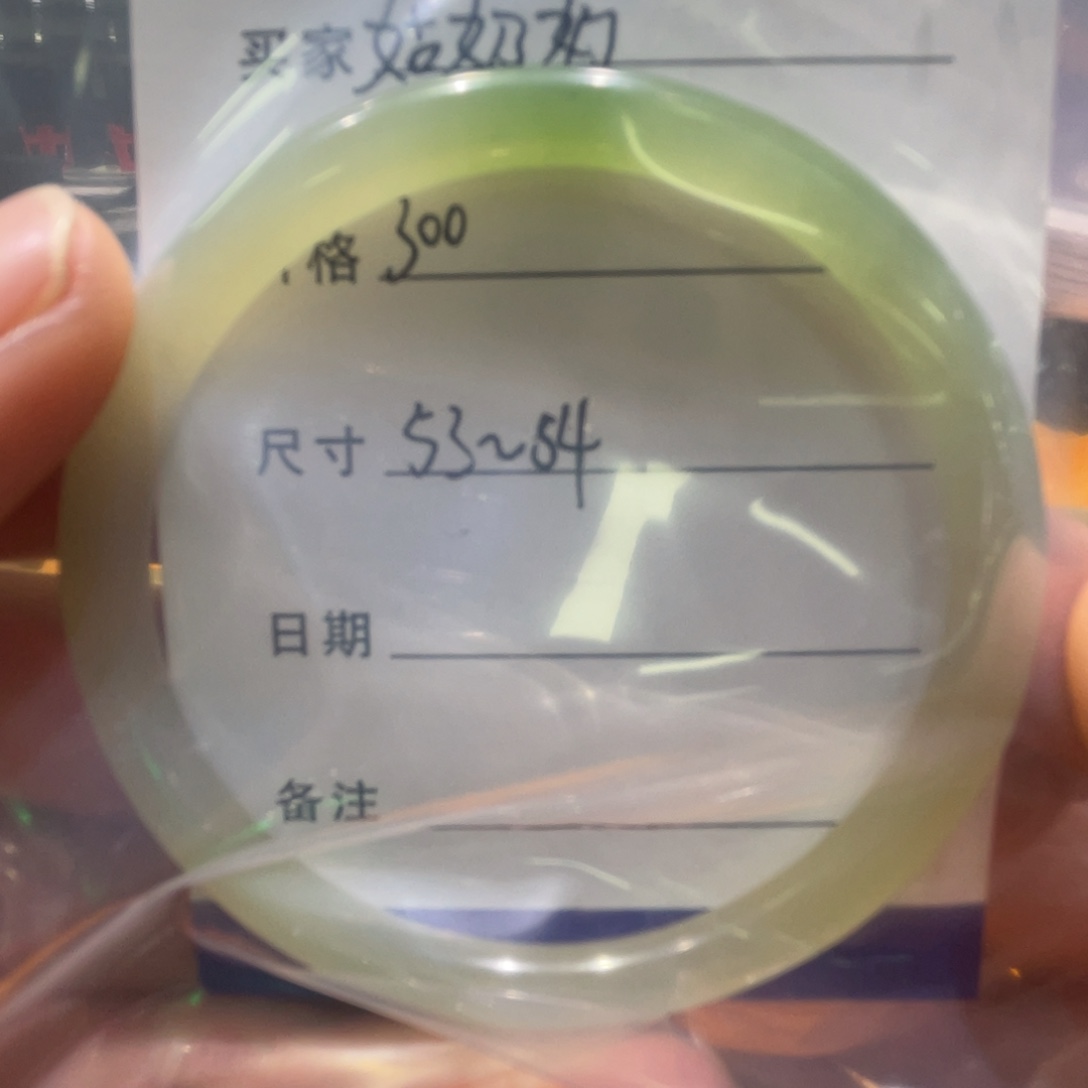 买家 姑奶奶
格 300
尺寸 53~54
日期
备注